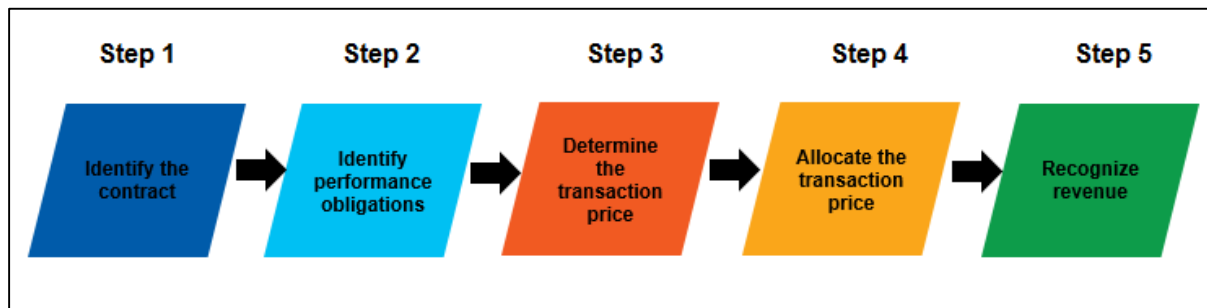 Step 1
Step 2
Step 3
Step 4
Step 5
Identify the
contract
Identify
performance
obligations
Determine
the
transaction
price
Allocate the
transaction
price
Recognize
revenue